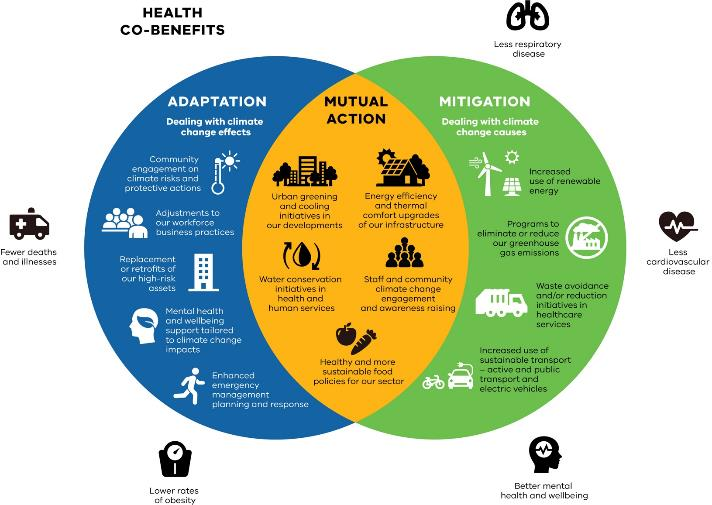 HEALTH
CO-BENEFITS
Less respiratory
disease
ADAPTATION
Dealing with climate
change effects
Community
engagement on
climate risks and
protective actions
Adjustments to
our workforce
business practices
Replacement
or retrofits of
our high-risk
assets
Mental health
and wellbeing
support tailored
to climate change
impacts
Enhanced
emergency
management
planning and response
MUTUAL
ACTION
Urban greening
and cooling
initiatives in
our developments
Energy efficiency
and thermal
comfort upgrades
of our infrastructure
Water conservation
initiatives in
health and
human services
Staff and community
climate change
engagement
and awareness raising
Healthy and more
sustainable food
policies for our sector
MITIGATION
Dealing with climate
change causes
Increased
use of renewable
energy
Programs to
eliminate or reduce
our greenhouse
gas emissions
Waste avoidance
and/or reduction
initiatives in
healthcare
services
Increased use of
sustainable transport
– active and public
transport and
electric vehicles
Fewer deaths
and illnesses
Less
cardiovascular
disease
Lower rates
of obesity
Better mental
health and wellbeing